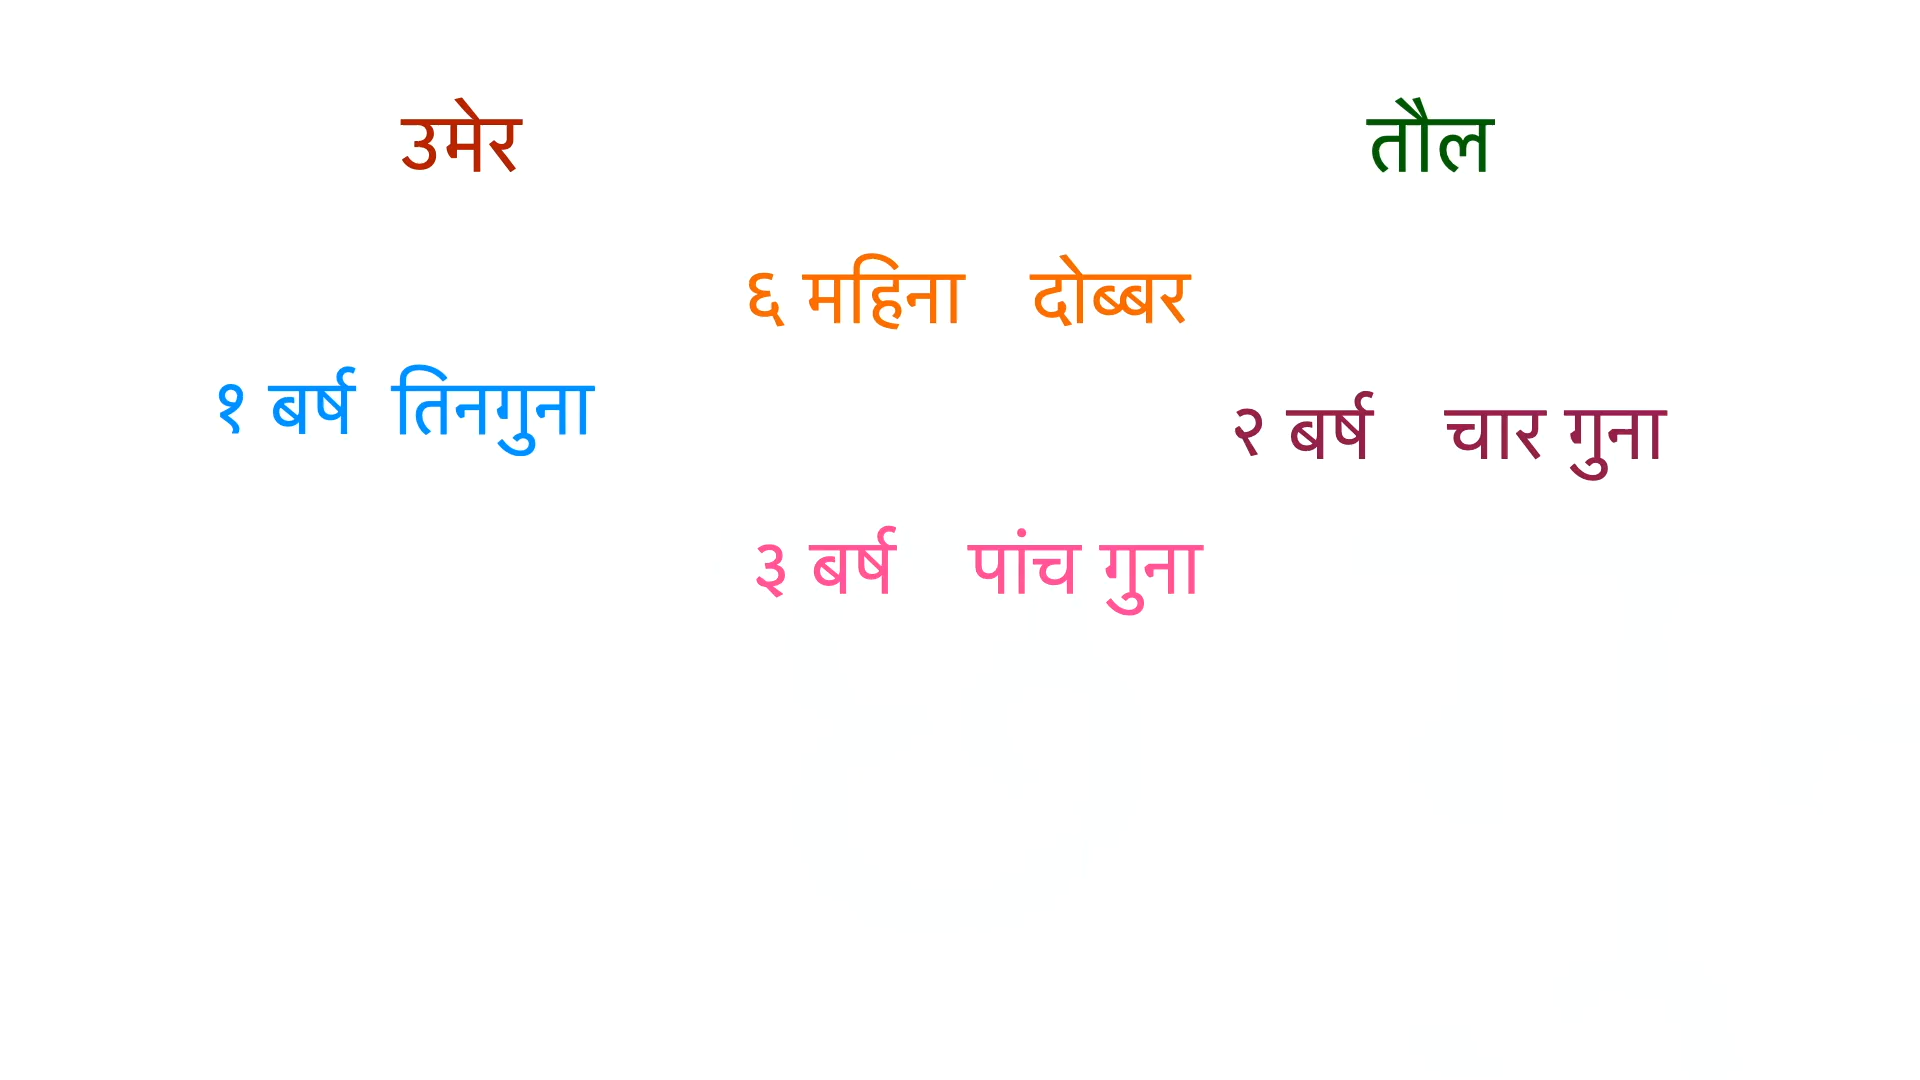 उमेर तौल
६ महिना दोब्बर
१ बर्ष तिनगुना
२ बर्ष चार गुना
३ बर्ष पांच गुना